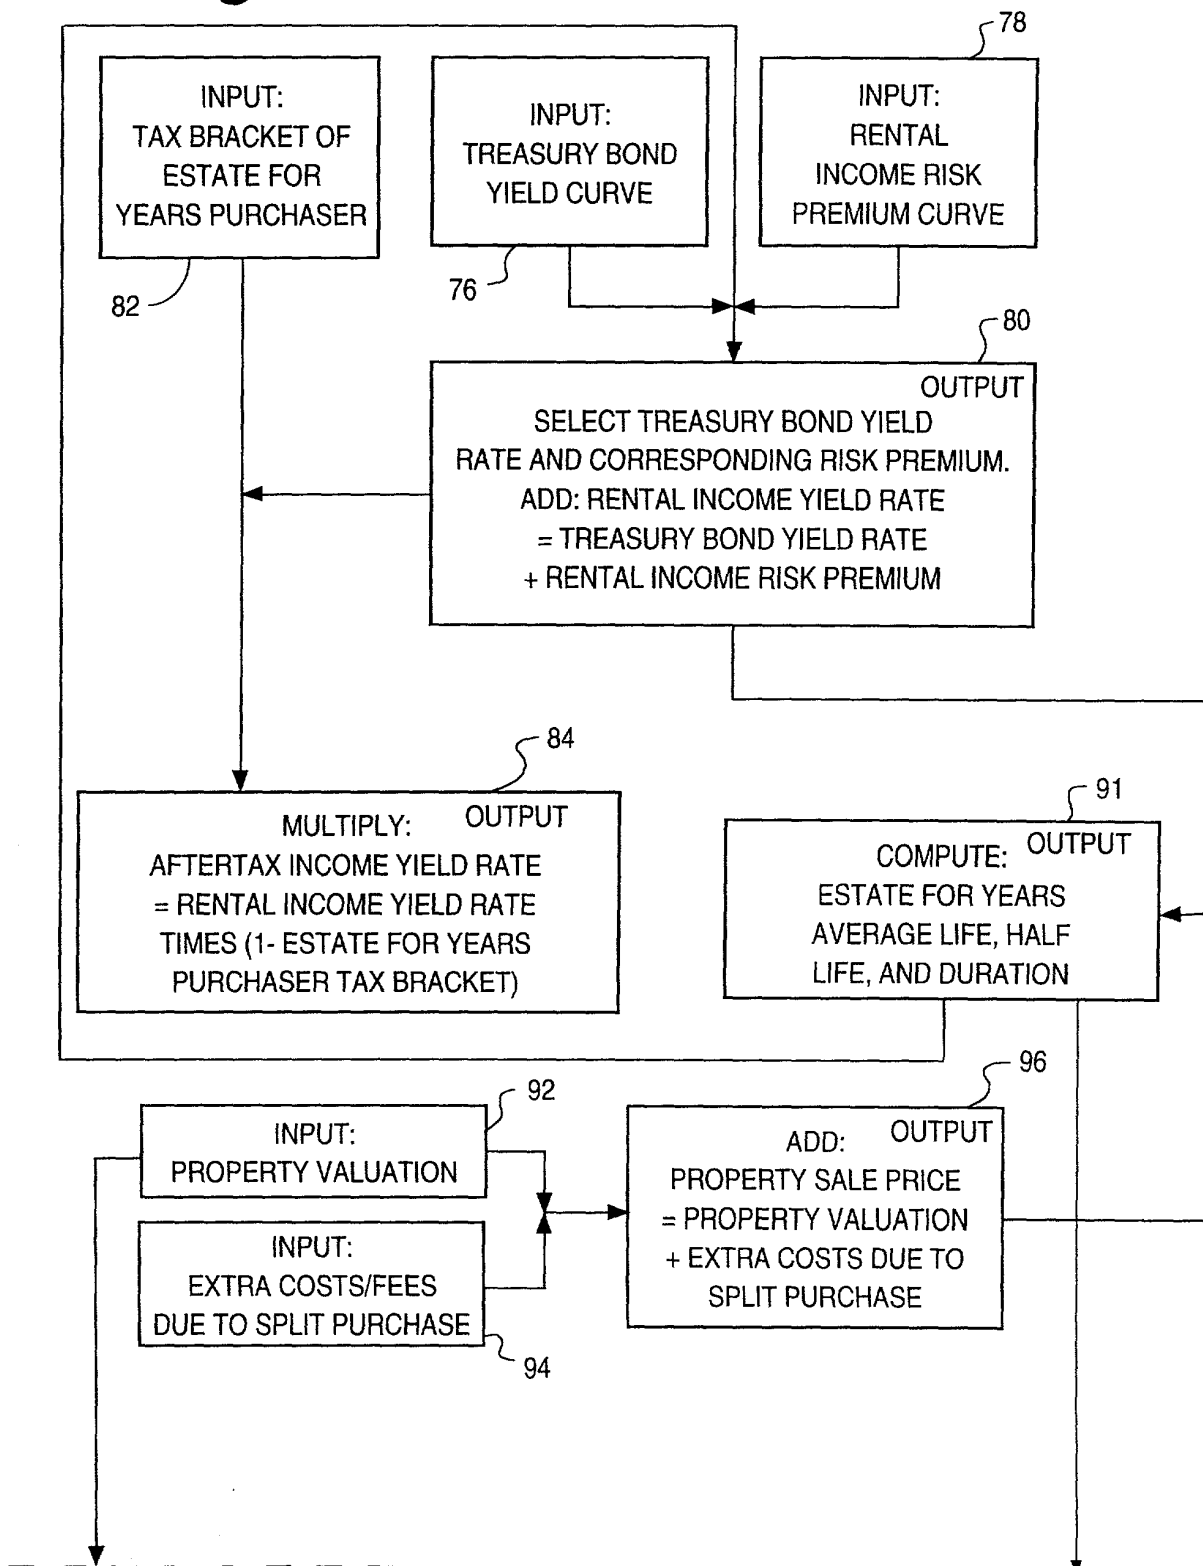 78
INPUT:
TAX BRACKET OF
ESTATE FOR
YEARS PURCHASER
82
INPUT:
TREASURY BOND
YIELD CURVE
76
INPUT:
RENTAL
INCOME RISK
PREMIUM CURVE
80
OUTPUT
SELECT TREASURY BOND YIELD
RATE AND CORRESPONDING RISK PREMIUM.
ADD: RENTAL INCOME YIELD RATE
= TREASURY BOND YIELD RATE
+ RENTAL INCOME RISK PREMIUM
84
OUTPUT
MULTIPLY:
AFTERTAX INCOME YIELD RATE
= RENTAL INCOME YIELD RATE
TIMES (1- ESTATE FOR YEARS
PURCHASER TAX BRACKET)
91
OUTPUT
COMPUTE:
ESTATE FOR YEARS
AVERAGE LIFE, HALF
LIFE, AND DURATION
92
INPUT:
PROPERTY VALUATION
INPUT:
EXTRA COSTS/FEES
DUE TO SPLIT PURCHASE
94
96
OUTPUT
ADD:
PROPERTY SALE PRICE
= PROPERTY VALUATION
+ EXTRA COSTS DUE TO
SPLIT PURCHASE